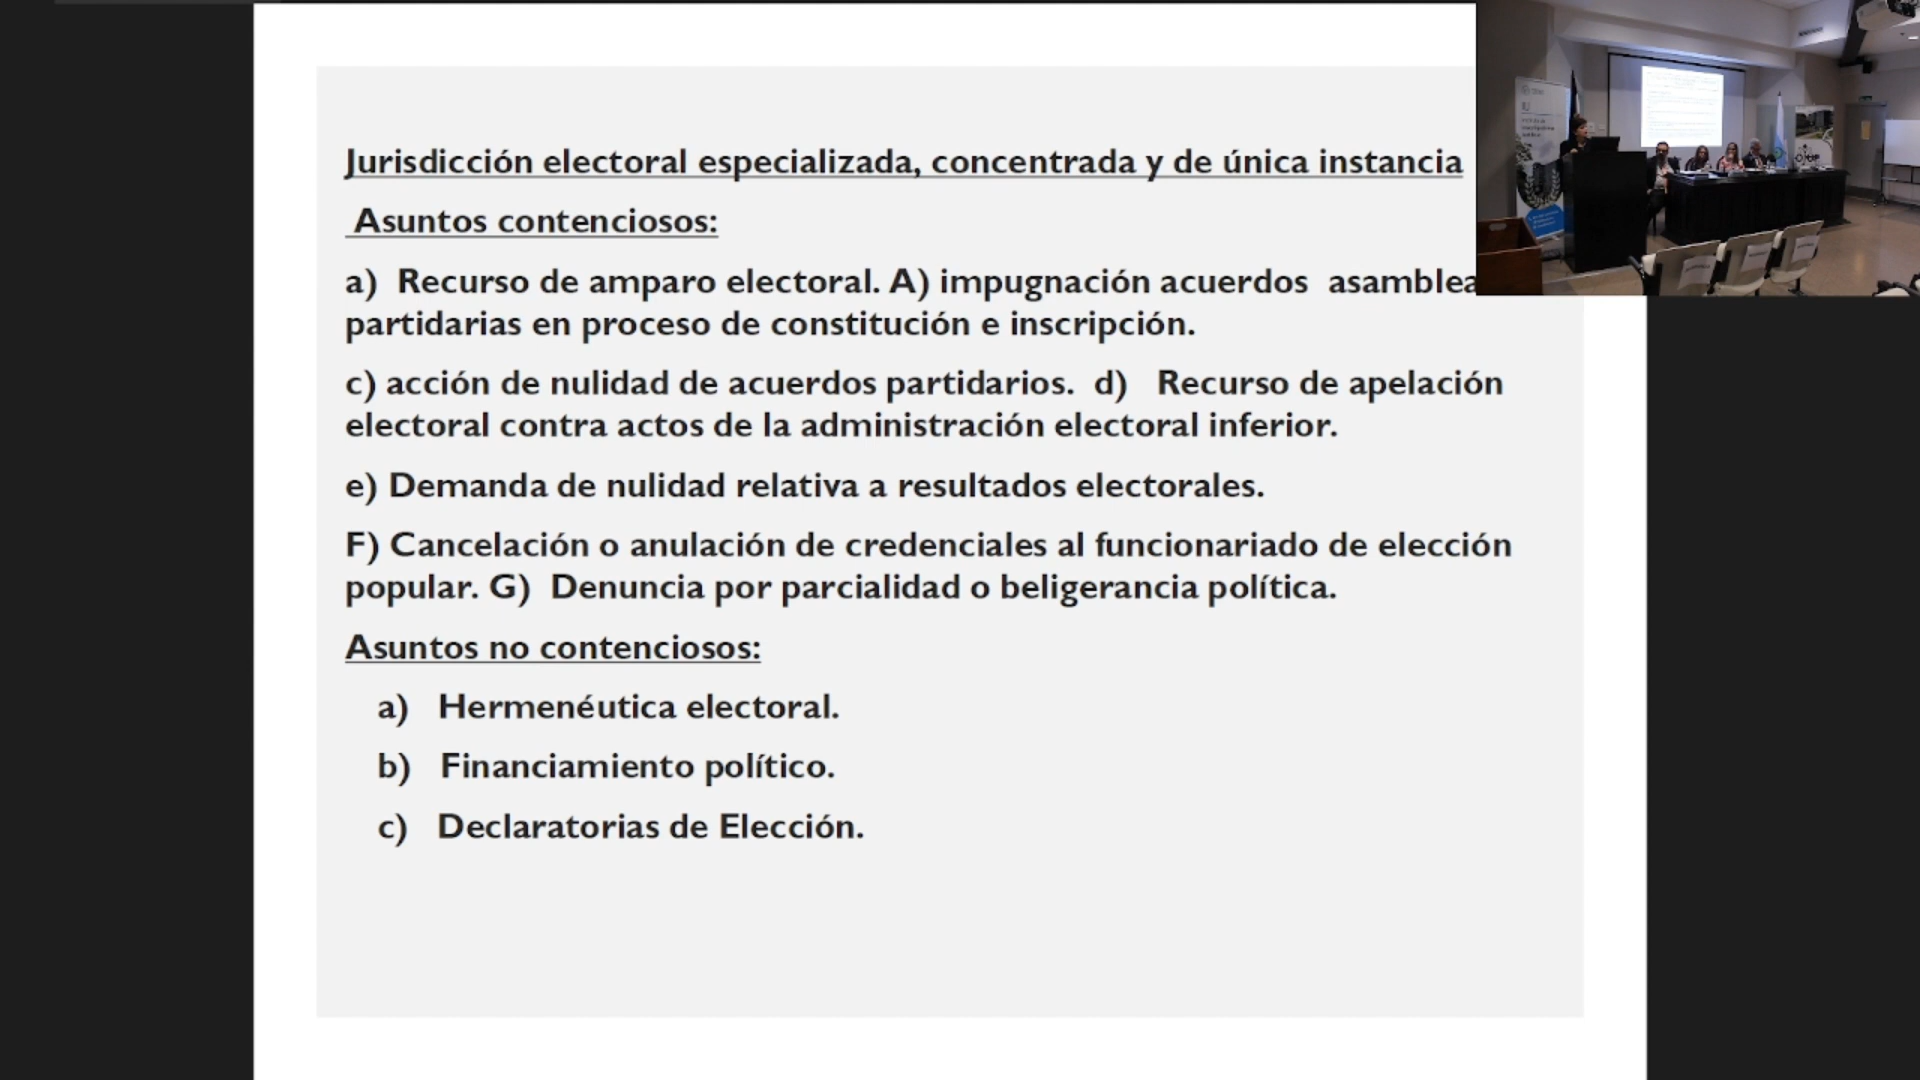 Jurisdicción electoral especializada, concentrada y de única instancia
Asuntos contenciosos:
a) Recurso de amparo electoral. A) impugnación acuerdos asamblea
partidarias en proceso de constitución e inscripción.
c) acción de nulidad de acuerdos partidarios. d) Recurso de apelación
electoral contra actos de la administración electoral inferior.
e) Demanda de nulidad relativa a resultados electorales.
F) Cancelación o anulación de credenciales al funcionariado de elección
popular. G) Denuncia por parcialidad o beligerancia política.
Asuntos no contenciosos:
a) Hermenéutica electoral.
b) Financiamiento político.
c) Declaratorias de Elección.